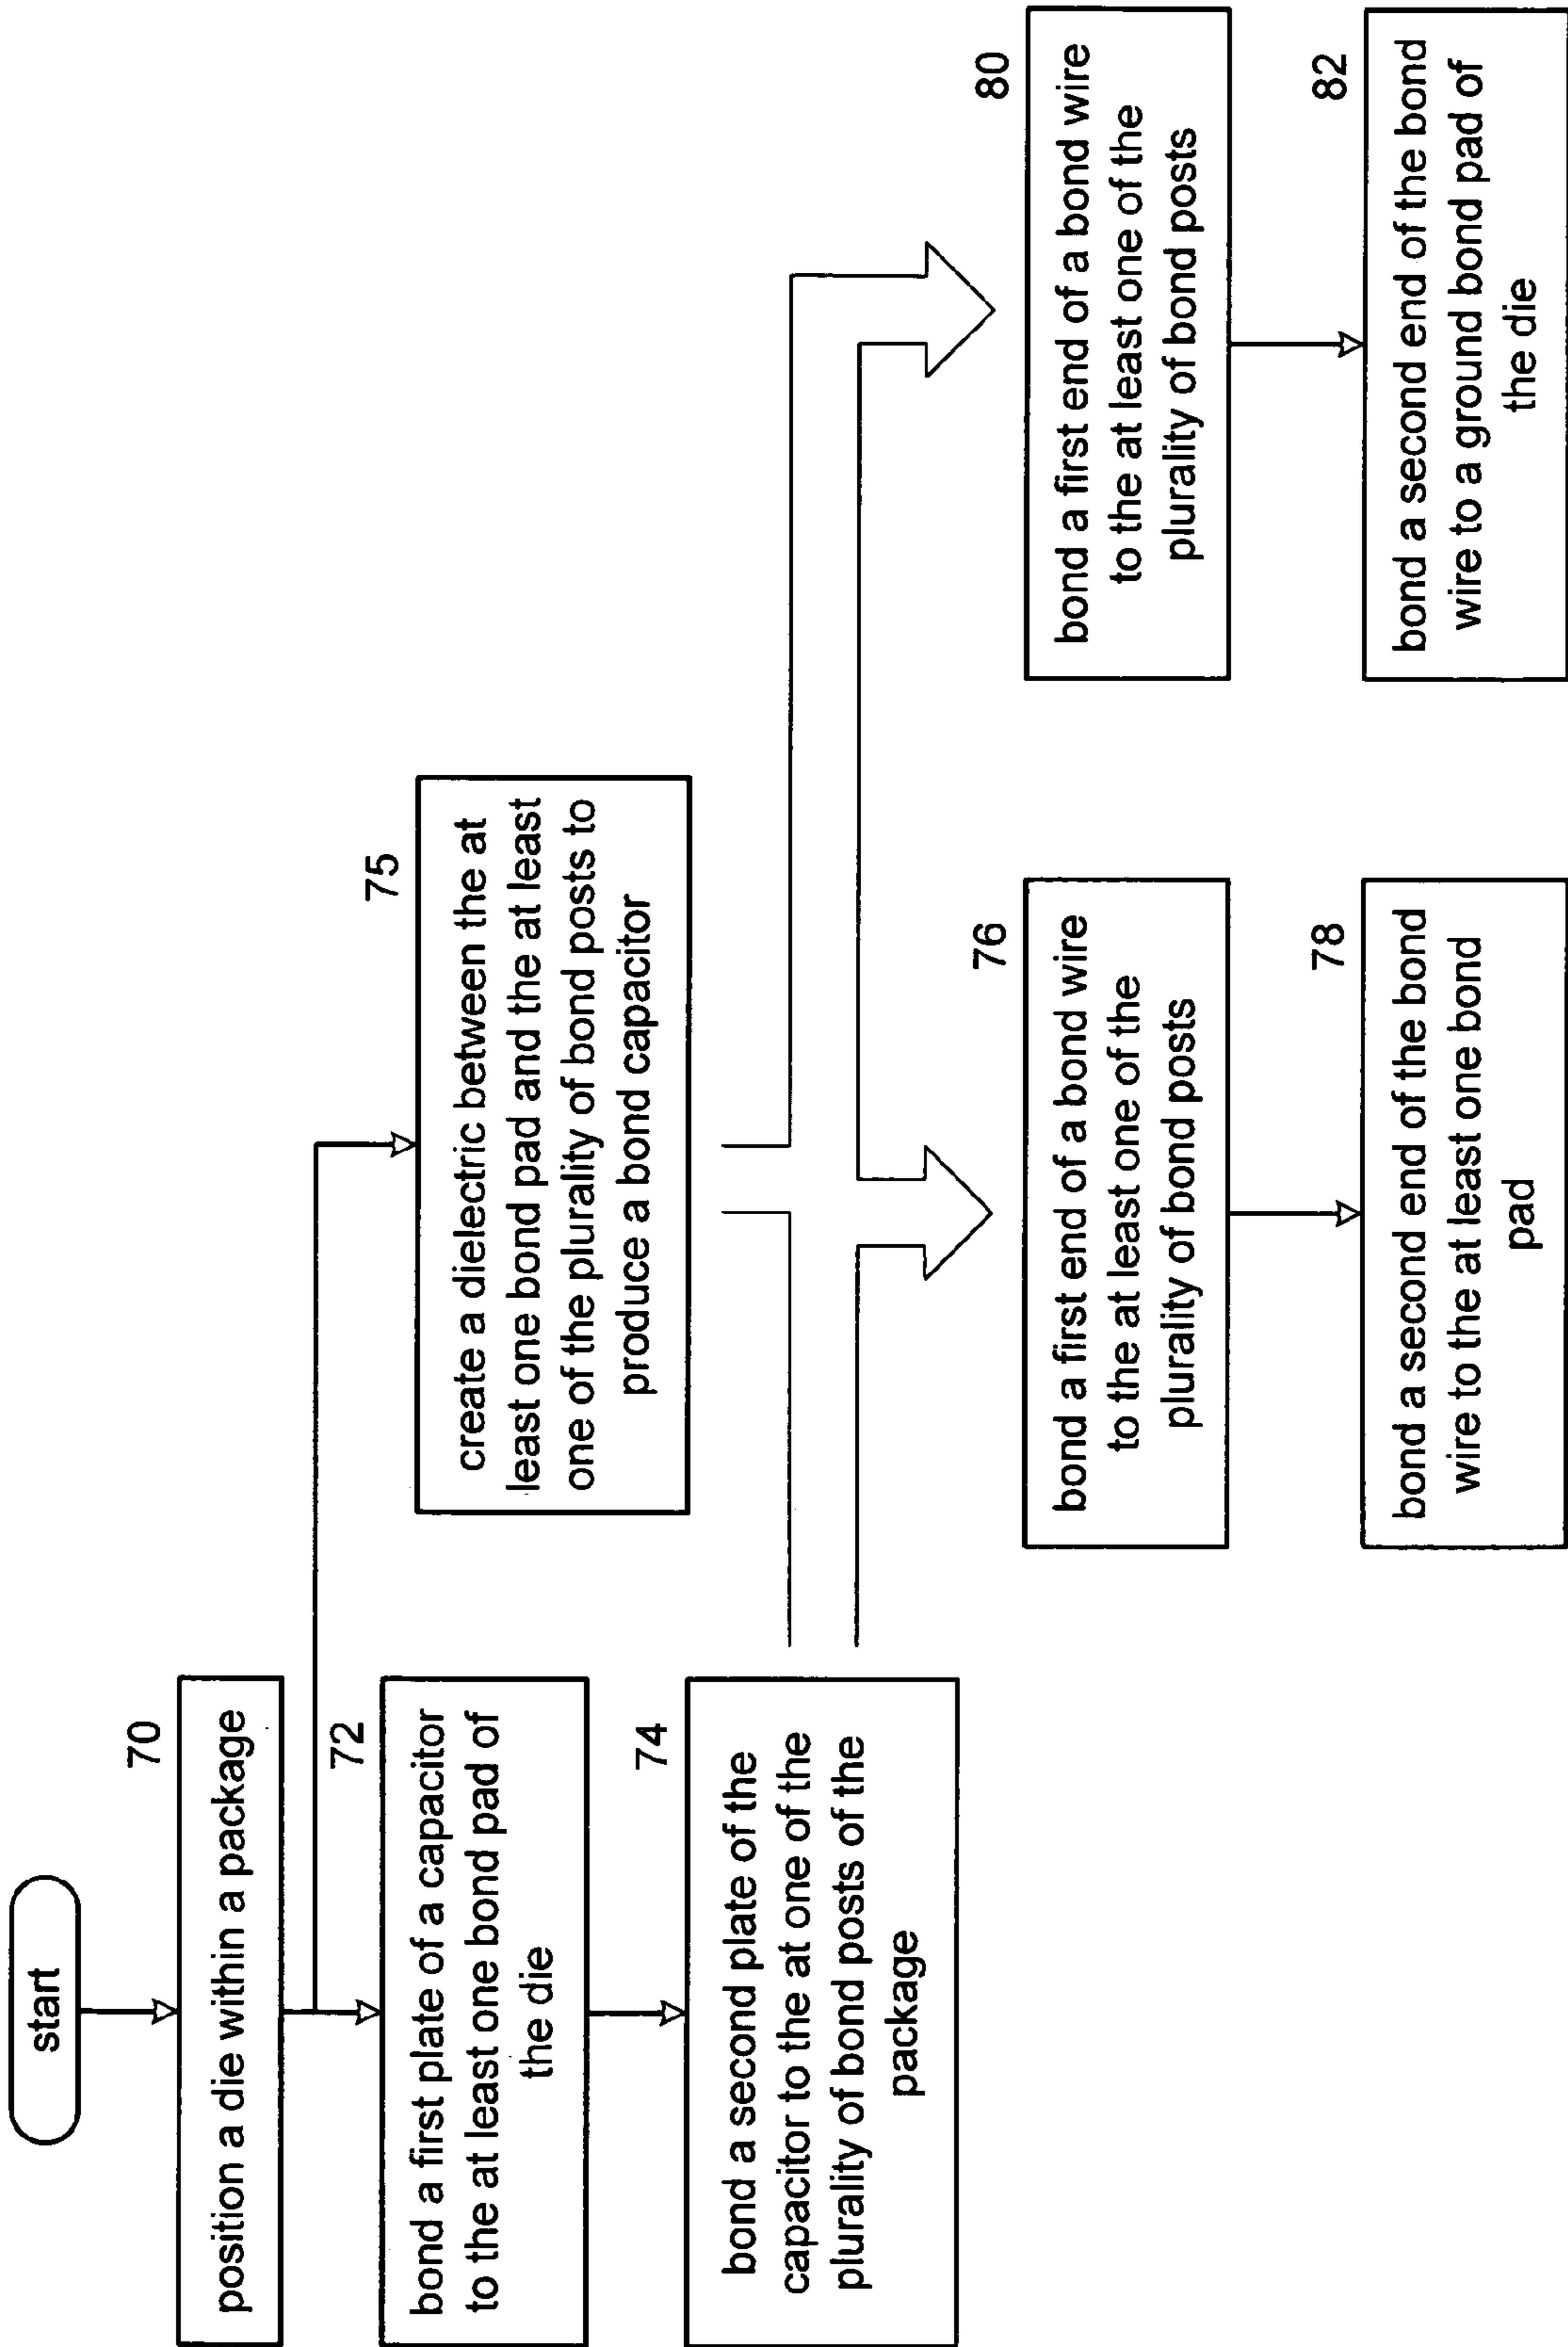 start
70
position a die within a package
72
bond a first plate of a capacitor
to the at least one bond pad of
the die
74
bond a second plate of the
capacitor to the at one of the
plurality of bond posts of the
package
75
create a dielectric between the at
least one bond pad and the at least
one of the plurality of bond posts to
produce a bond capacitor
76
bond a first end of a bond wire
to the at least one of the
plurality of bond posts
78
bond a second end of the bond
wire to the at least one bond
pad
80
bond a first end of a bond wire
to the at least one of the
plurality of bond posts
82
bond a second end of the bond
wire to a ground bond pad of
the die